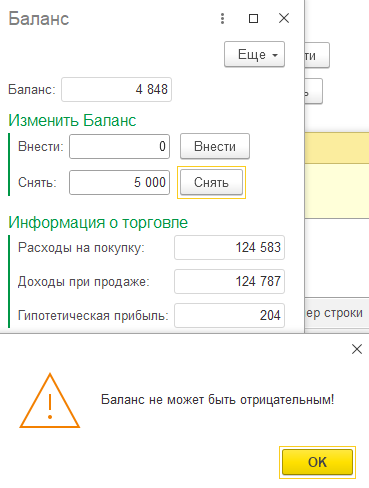 Баланс
Еще
ти
ь
Баланс: 4 848
Изменить Баланс
Внести: 0 Внести
Снять: 5 000 Снять
Информация о торговле
Расходы на покупку: 124 583
Доходы при продаже: 124 787
Гипотетическая прибыль: 204
ер строки
Баланс не может быть отрицательным!
OK